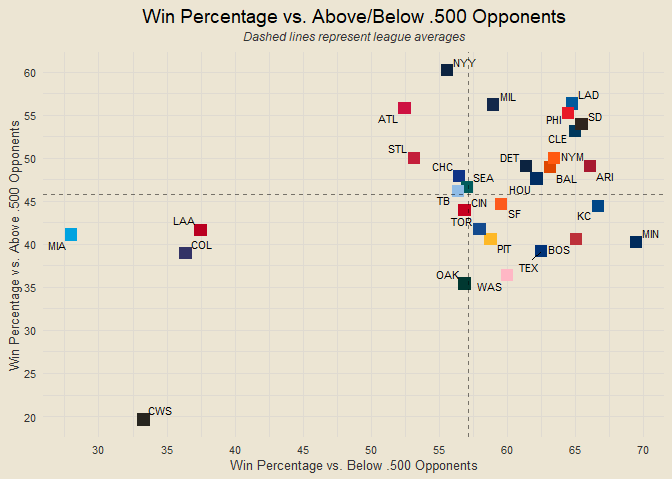 Win Percentage vs. Above/Below .500 Opponents
Dashed lines represent league averages
Win Percentage vs. Above .500 Opponents
60
55
50
45
40
35
30
25
20
NYY
MIL
LAD
ATL
PHI
SD
CLE
STL
DET
NYM
CHC
SEA
BAL
ARI
HOU
TB
CIN
SF
KC
LAA
TOR
MIA
COL
PIT
BOS
MIN
TEX
OAK
WAS
CWS
30
35
40
45
50
55
60
65
70
Win Percentage vs. Below .500 Opponents